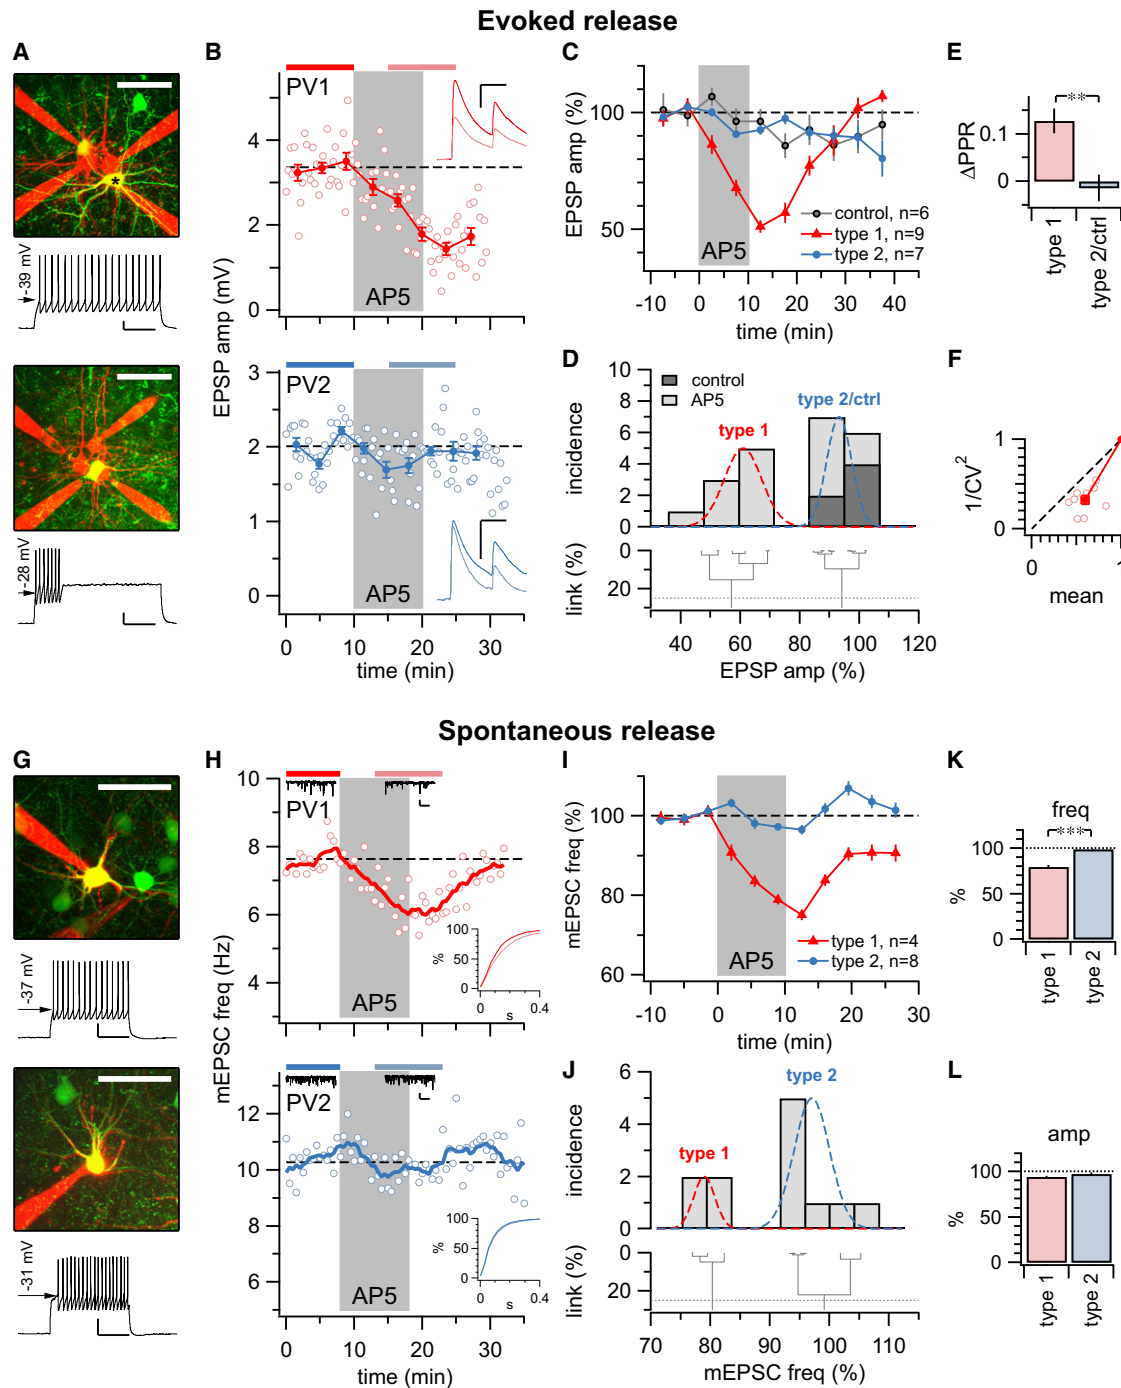 Evoked release
A
*
-39 mV
-28 mV
B
EPSP amp (mV)
PV1
4
2
0
AP5
PV2
3
2
1
0
AP5
0 10 20 30
time (min)
C
EPSP amp (%)
100
50
AP5
control, n=6
type 1, n=9
type 2, n=7
-10 0 10 20 30 40
time (min)
D
incidence
10
8
6
4
2
0
control
AP5
type 1
type 2/ctrl
link (%)
0
20
40 60 80 100 120
EPSP amp (%)
E
**
ΔPPR
0.1
0
type 1
type 2/ctrl
F
1/CV²
1
0
0 1
mean
Spontaneous release
G
-37 mV
-31 mV
H
mEPSC freq (Hz)
PV1
10
8
6
4
AP5
%
100
50
0
0 0.4
s
PV2
12
10
8
6
AP5
%
100
50
0
0 0.4
s
0 10 20 30
time (min)
I
mEPSC freq (%)
100
80
60
AP5
type 1, n=4
type 2, n=8
-10 0 10 20 30
time (min)
J
incidence
6
4
2
0
type 1
type 2
link (%)
0
20
70 80 90 100 110
mEPSC freq (%)
K
freq
***
%
100
50
0
type 1
type 2
L
amp
%
100
50
0
type 1
type 2